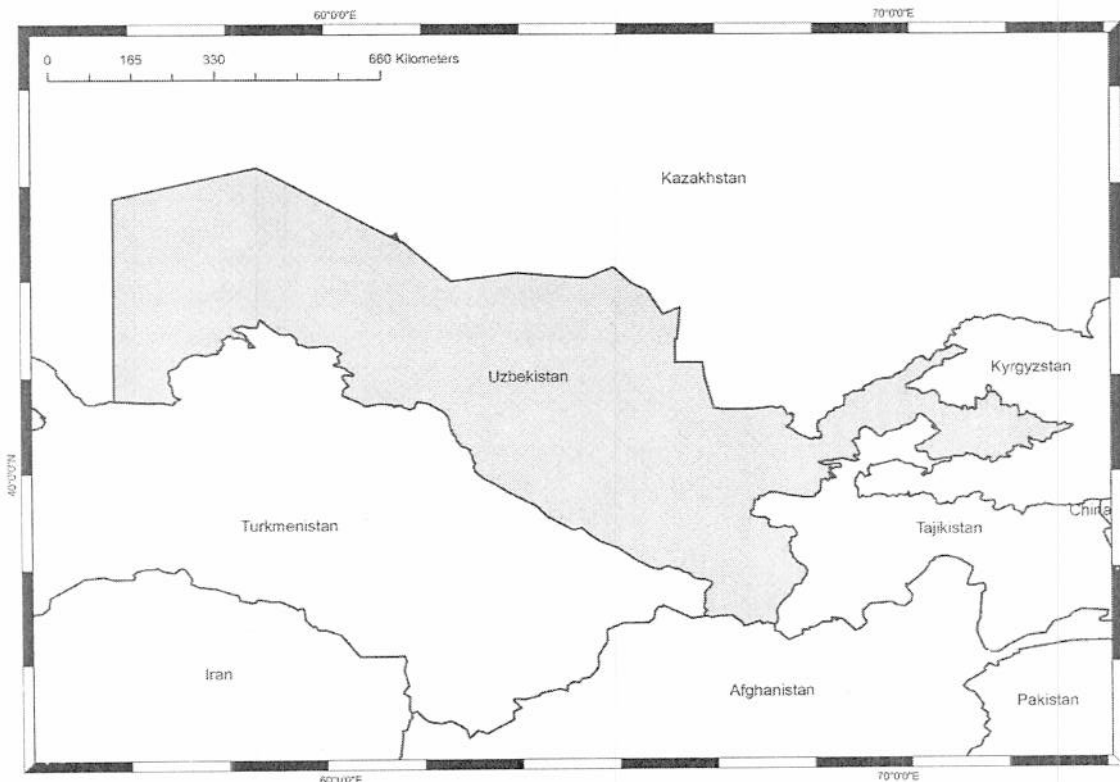 60°0'0"E
70°0'0"E
0 165 330 660 Kilometers
Kazakhstan
Kyrgyzstan
Uzbekistan
40°0'0"N
China
Turkmenistan
Tajikistan
Iran
Afghanistan
Pakistan
60°0'0"E
70°0'0"E